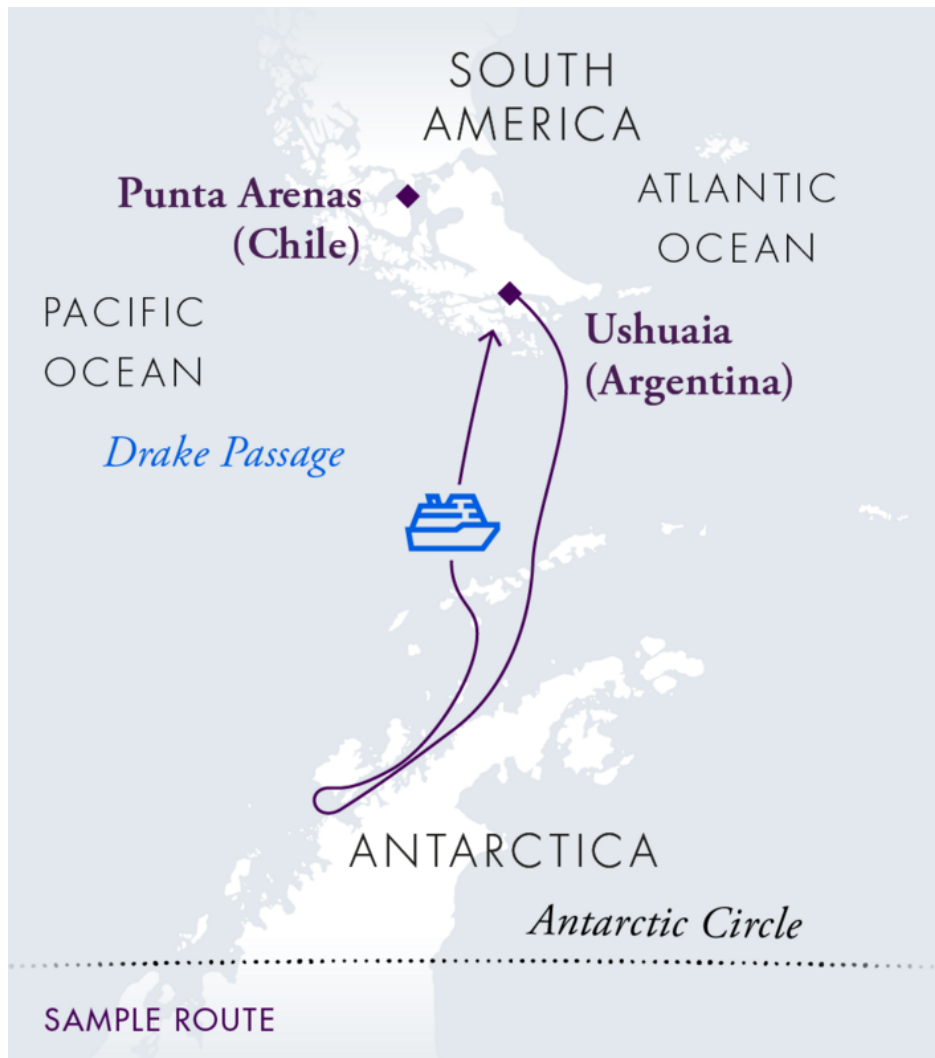 SOUTH
AMERICA
Punta Arenas
(Chile)
ATLANTIC
OCEAN
PACIFIC
OCEAN
Ushuaia
(Argentina)
Drake Passage
ANTARCTICA
Antarctic Circle
SAMPLE ROUTE